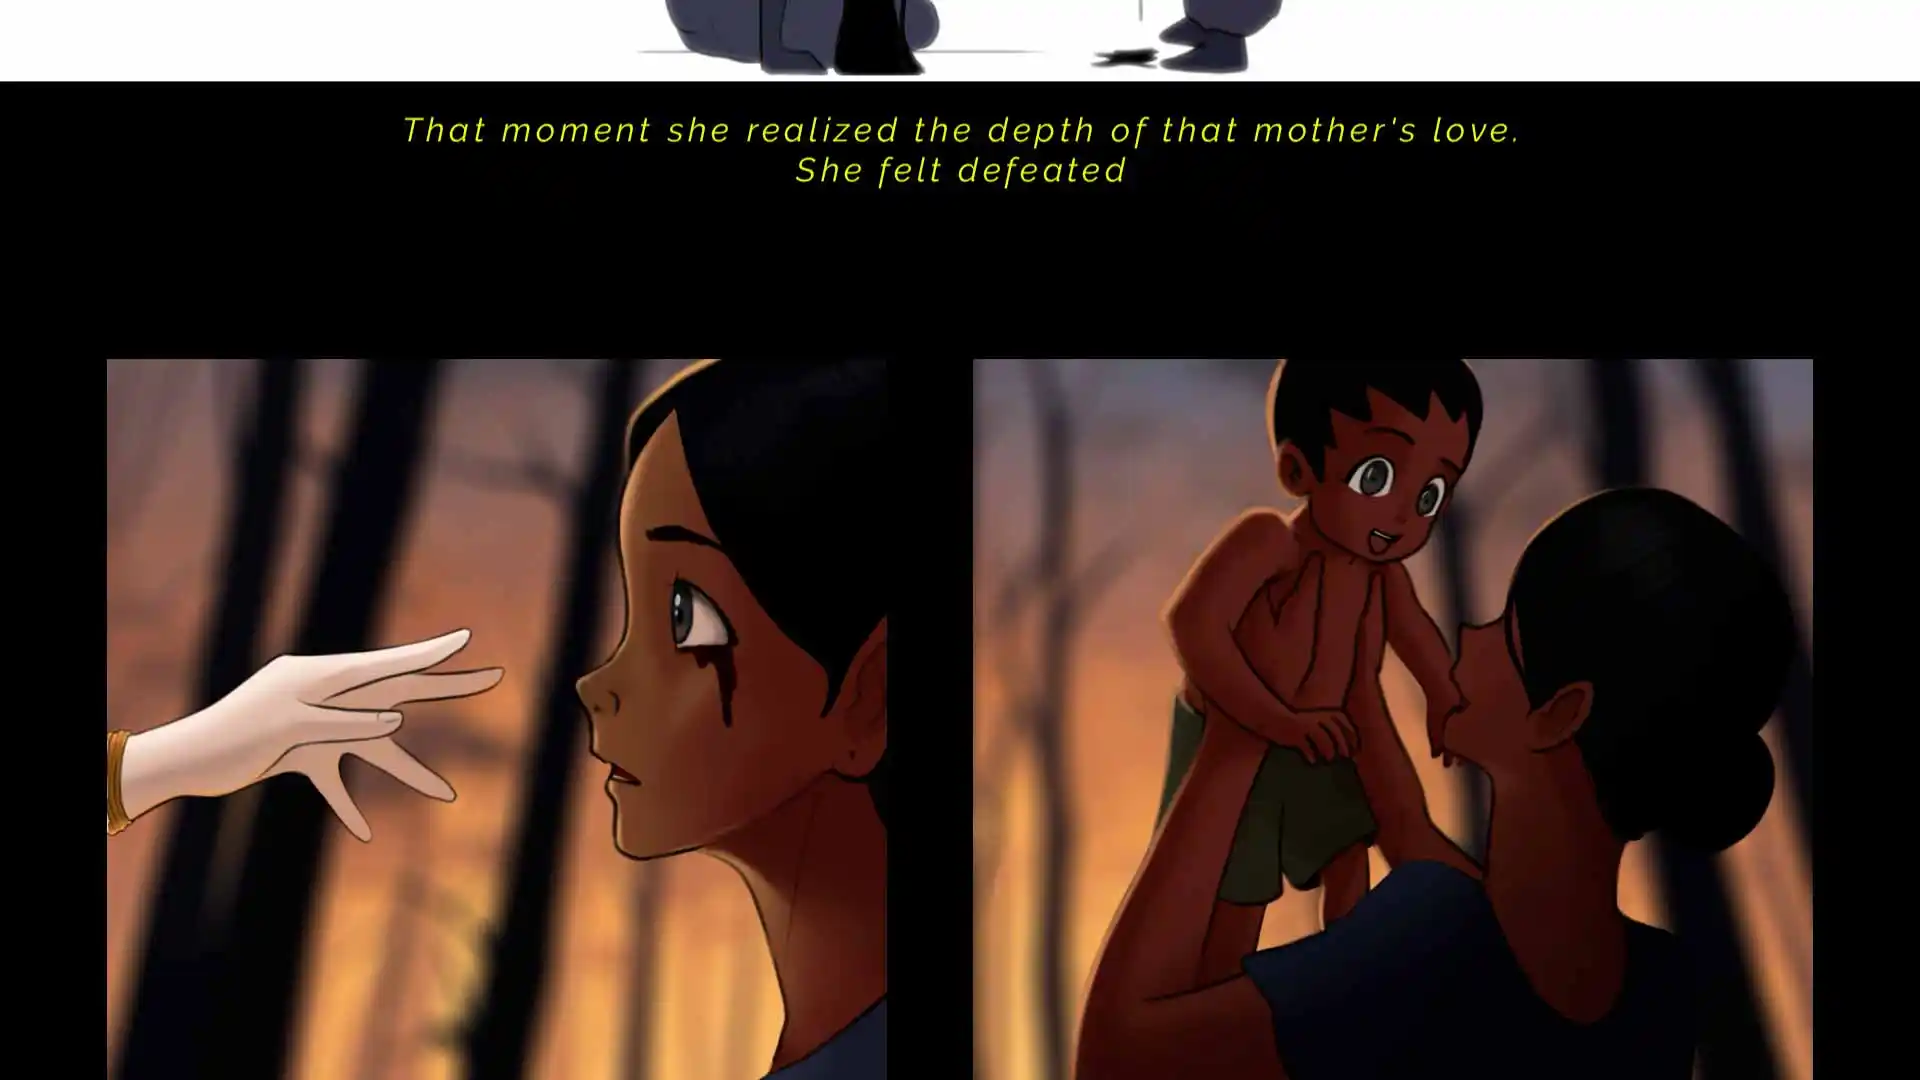 That moment she realized the depth of that mother's love.
She felt defeated